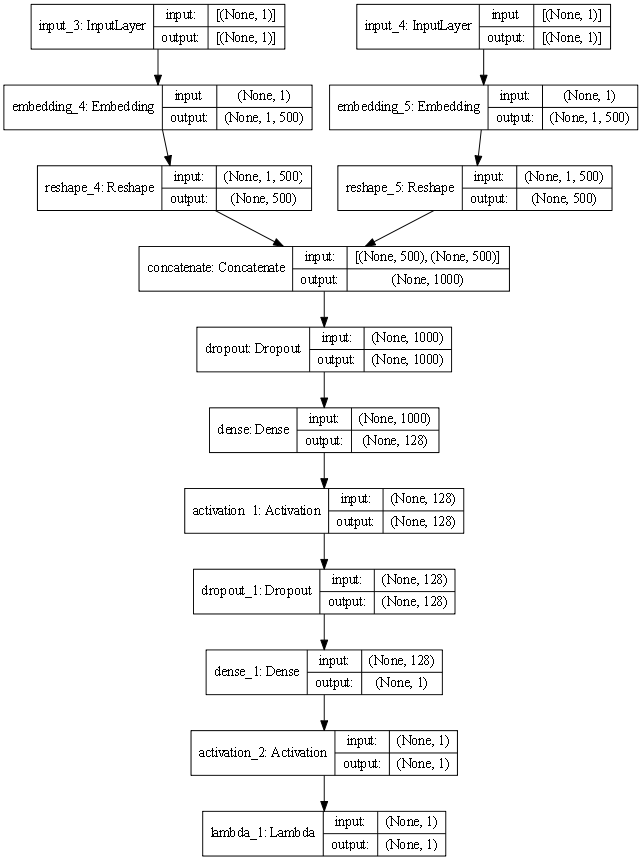 input_3: InputLayer
input:
[(None, 1)]
output:
[(None, 1)]
input_4: InputLayer
input:
[(None, 1)]
output:
[(None, 1)]
embedding_4: Embedding
input
(None, 1)
output:
(None, 1, 500)
embedding_5: Embedding
input
(None, 1)
output:
(None, 1, 500)
reshape_4: Reshape
input:
(None, 1, 500)
output:
(None, 500)
reshape_5: Reshape
input:
(None, 1, 500)
output:
(None, 500)
concatenate: Concatenate
input:
[(None, 500), (None, 500)]
output:
(None, 1000)
dropout: Dropout
input:
(None, 1000)
output:
(None, 1000)
dense: Dense
input:
(None, 1000)
output:
(None, 128)
activation_1: Activation
input:
(None, 128)
output:
(None, 128)
dropout_1: Dropout
input:
(None, 128)
output:
(None, 128)
dense_1: Dense
input:
(None, 128)
output:
(None, 1)
activation_2: Activation
input:
(None, 1)
output:
(None, 1)
lambda_1: Lambda
input:
(None, 1)
output:
(None, 1)